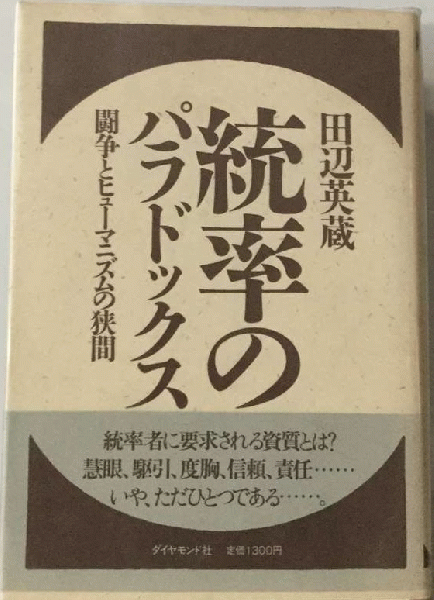 田辺英蔵
統率の
パラドックス
闘争とヒューマニズムの狭間
統率者に要求される資質とは?
慧眼、駆引、度胸、信頼、責任……
いや、ただひとつである……。
ダイヤモンド社 定価1300円